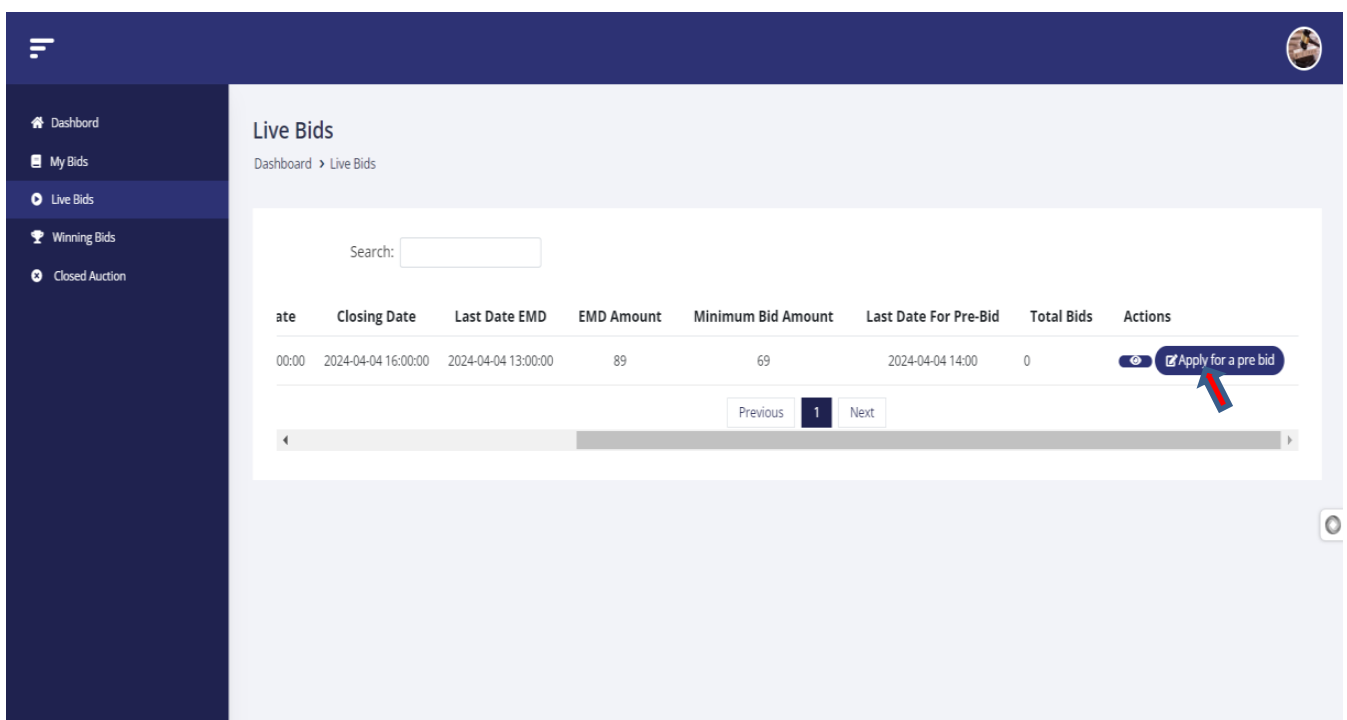 Dashbord
My Bids
Live Bids
Winning Bids
Closed Auction
Live Bids
Dashboard > Live Bids
Search:
ate Closing Date Last Date EMD EMD Amount Minimum Bid Amount Last Date For Pre-Bid Total Bids Actions
00:00 2024-04-04 16:00:00 2024-04-04 13:00:00 89 69 2024-04-04 14:00 0 Apply for a pre bid
Previous 1 Next